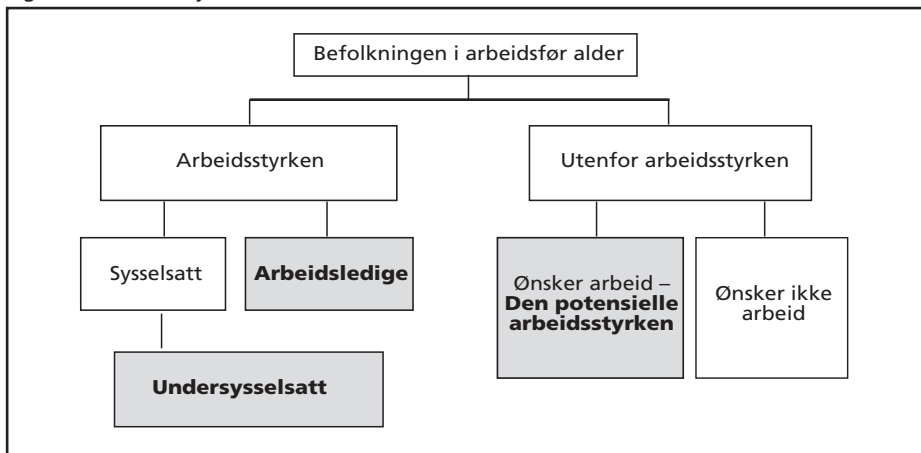 Befolkningen i arbeidsfør alder
Arbeidsstyrken
Utenfor arbeidsstyrken
Sysselsatt
Arbeidsledige
Ønsker arbeid –
Den potensielle
arbeidsstyrken
Ønsker ikke
arbeid
Undersysselsatt